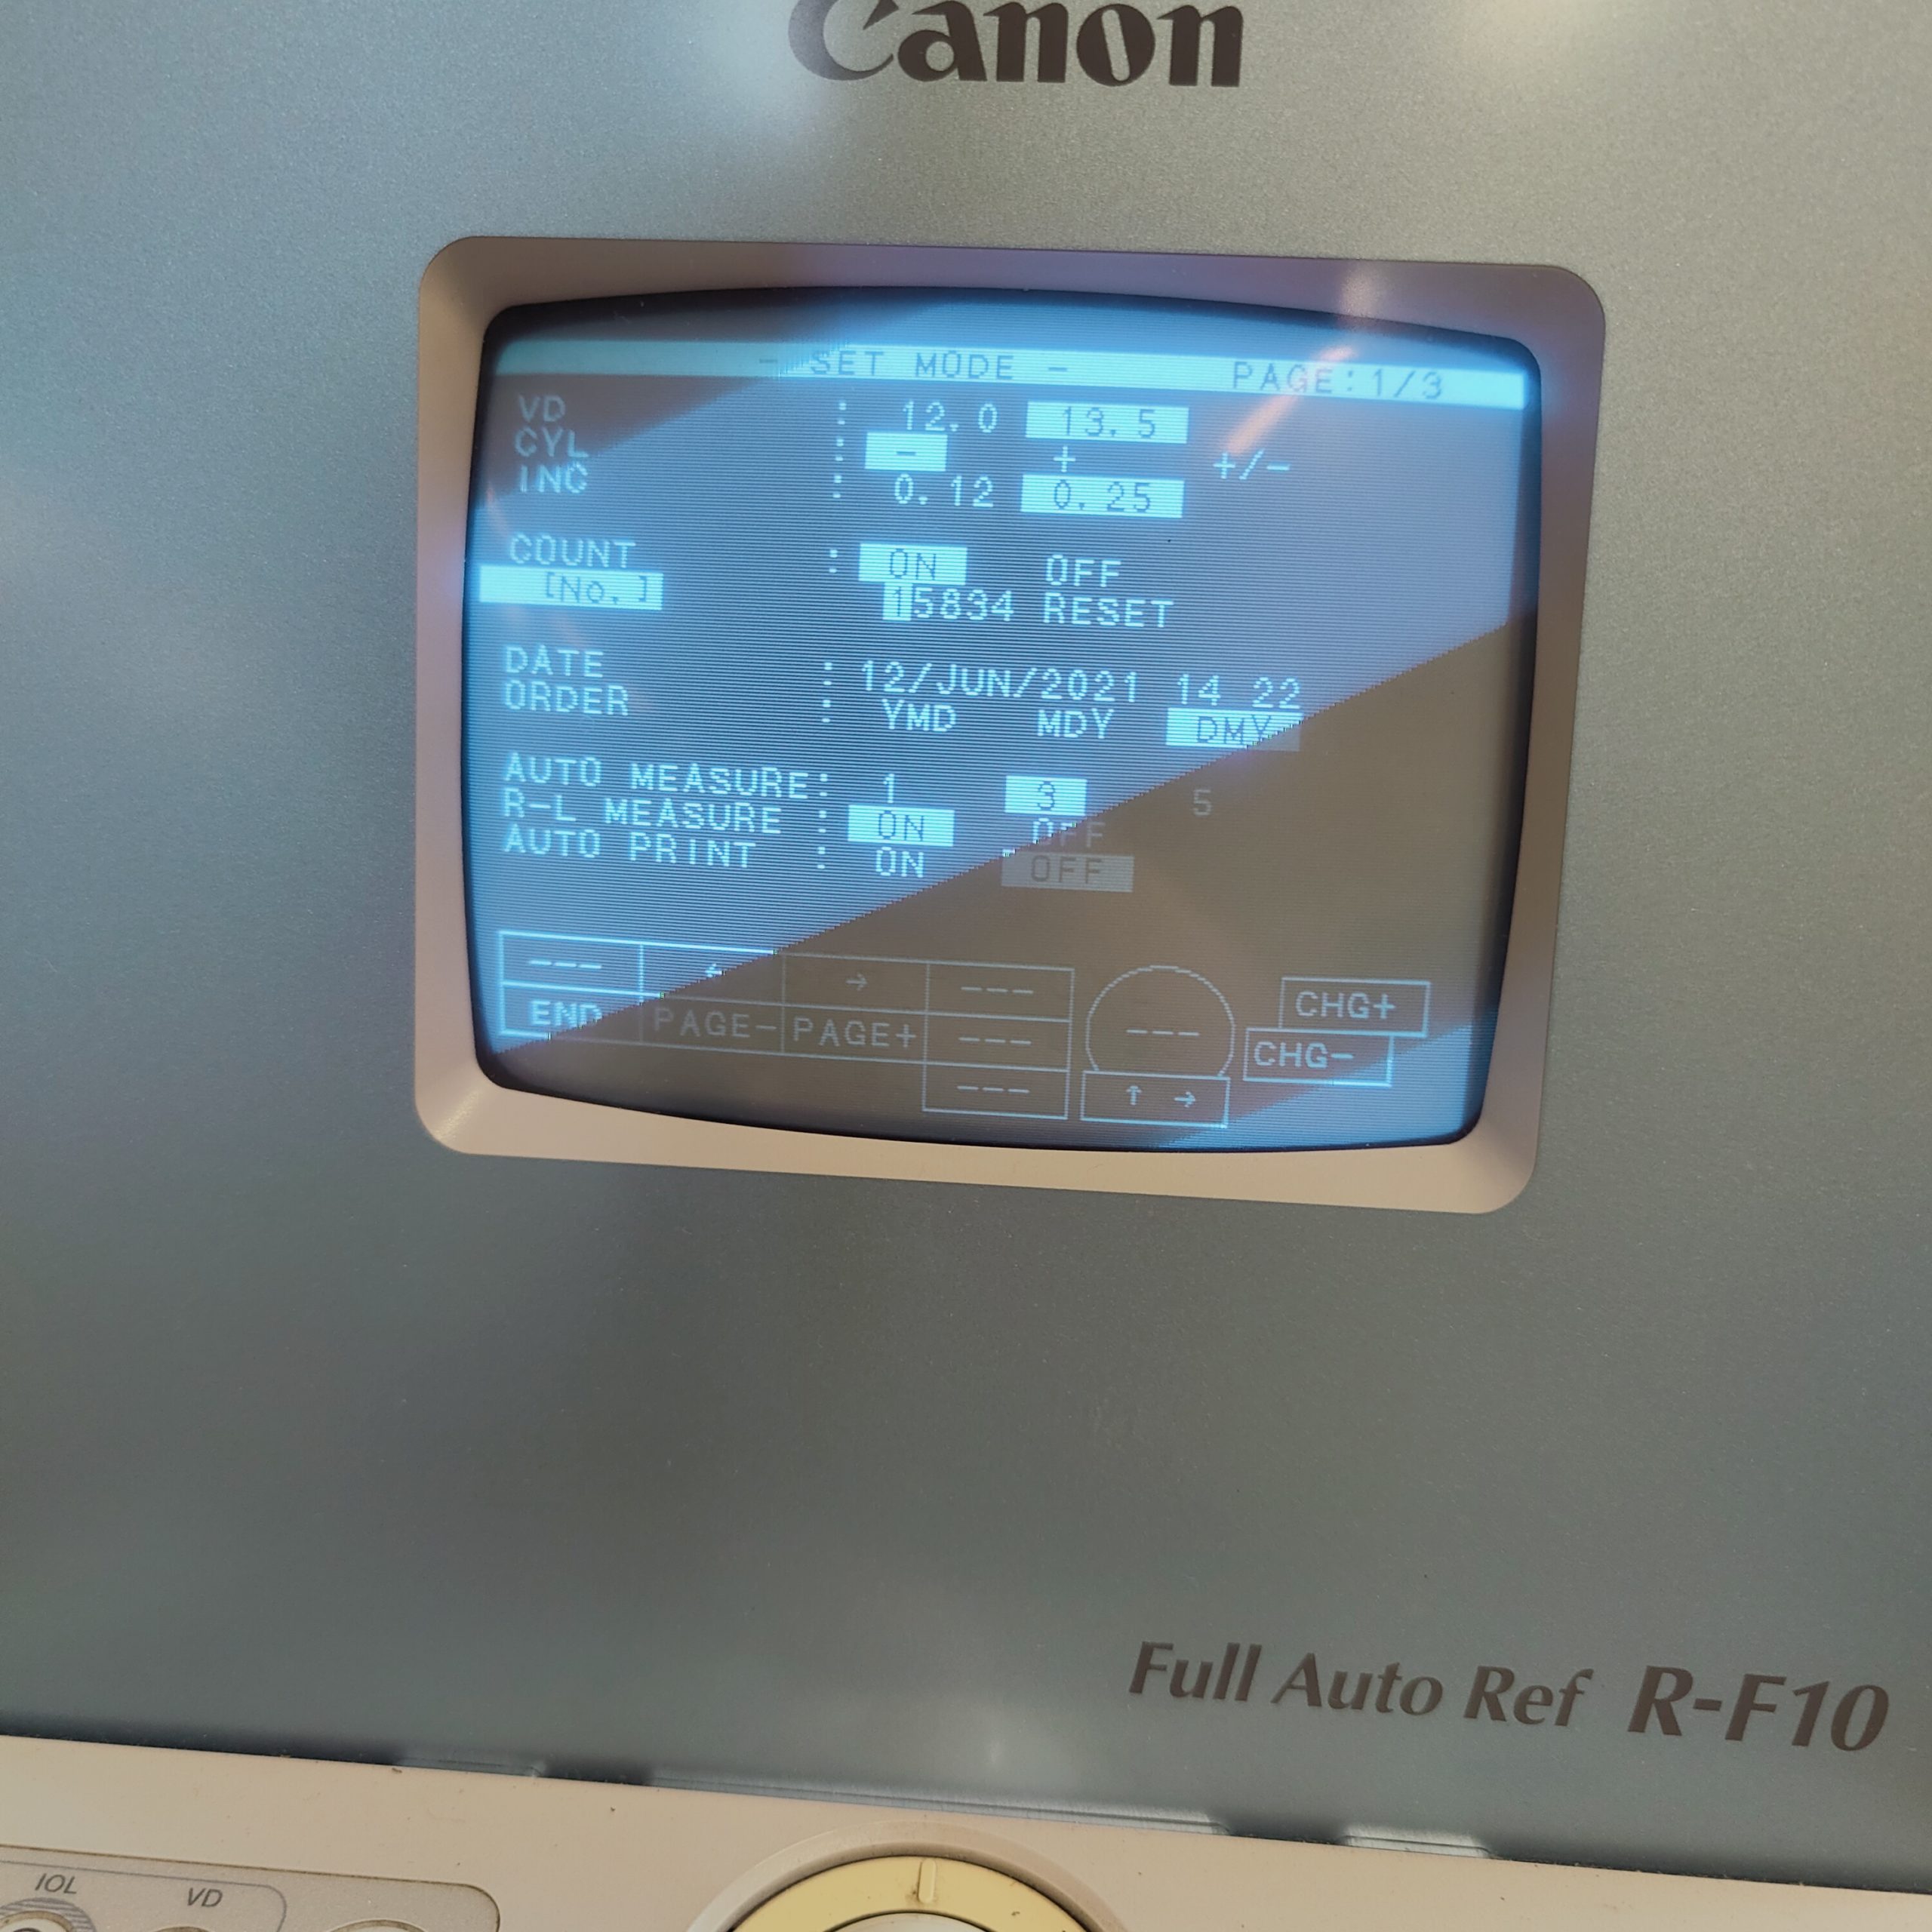 Canon
- SET MODE - PAGE:1/3
VD : 12.0 13.5
CYL : - + +/-
INC : 0.12 0.25
COUNT : ON OFF
[No.] 15834 RESET
DATE : 12/JUN/2021 14 22
ORDER : YMD MDY DMY
AUTO MEASURE: 1 3 5
R-L MEASURE : ON OFF
AUTO PRINT : ON OFF
--- ← → --- --- CHG+
END PAGE- PAGE+ --- CHG-
--- ↑ →
Full Auto Ref R-F10
IOL VD